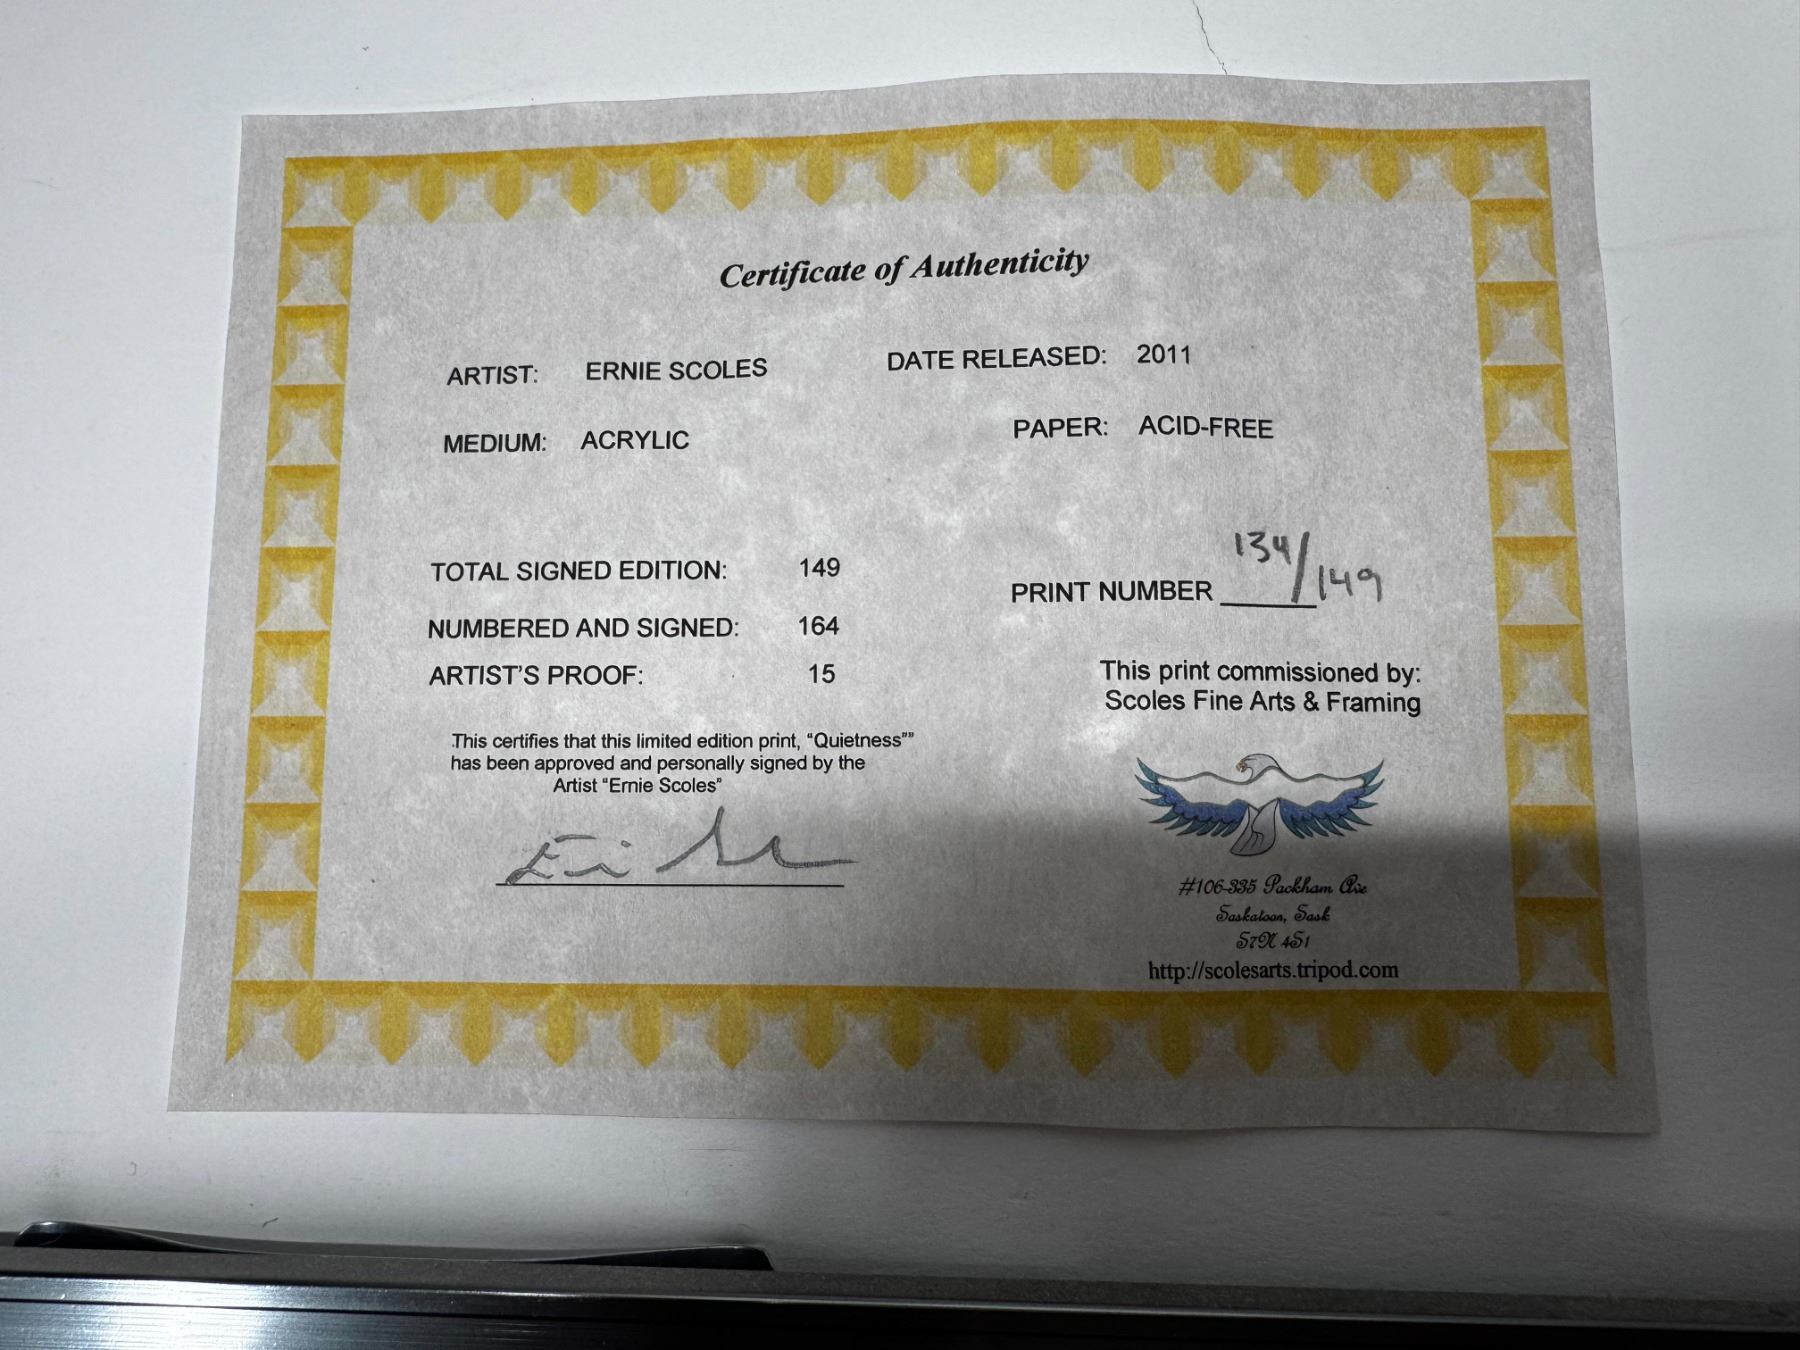 Certificate of Authenticity
ARTIST: ERNIE SCOLES
DATE RELEASED: 2011
MEDIUM: ACRYLIC
PAPER: ACID-FREE
TOTAL SIGNED EDITION: 149
NUMBERED AND SIGNED: 164
ARTIST'S PROOF: 15
PRINT NUMBER 134/149
This certifies that this limited edition print, “Quietness””
has been approved and personally signed by the
Artist “Ernie Scoles”
This print commissioned by:
Scoles Fine Arts & Framing
#106-335 Packham Ave
Saskatoon, Sask
S7N 4S1
http://scolesarts.tripod.com